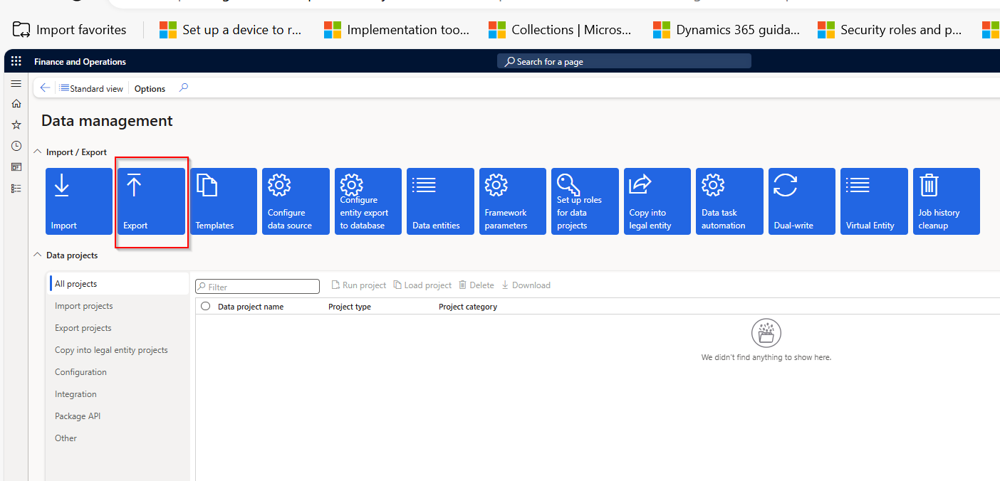 Import favorites
Set up a device to r...
Implementation too...
Collections | Micros...
Dynamics 365 guida...
Security roles and p...
Finance and Operations
Search for a page
Standard view
Options
Data management
Import / Export
Import
Export
Templates
Configure
data source
Configure
entity export
to database
Data entities
Framework
parameters
Set up roles
for data
projects
Copy into
legal entity
Data task
automation
Dual-write
Virtual Entity
Job history
cleanup
Data projects
All projects
Import projects
Export projects
Copy into legal entity projects
Configuration
Integration
Package API
Other
Filter
Run project
Load project
Delete
Download
Data project name
Project type
Project category
We didn't find anything to show here.